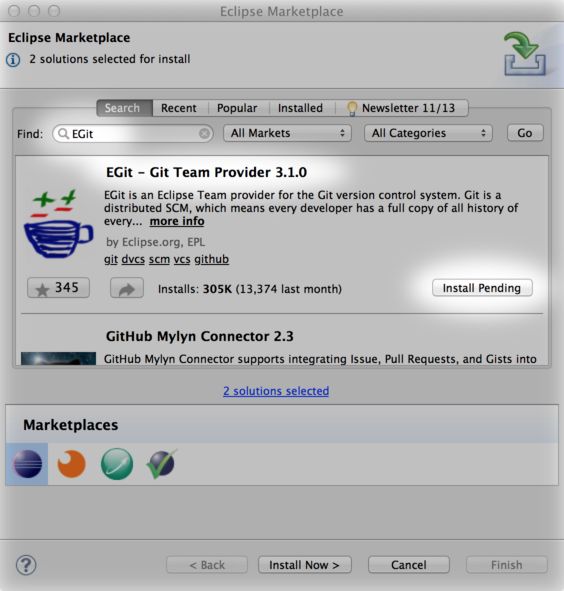 Eclipse Marketplace
Eclipse Marketplace
2 solutions selected for install
Search Recent Popular Installed Newsletter 11/13
Find: EGit All Markets All Categories Go
EGit – Git Team Provider 3.1.0
EGit is an Eclipse Team provider for the Git version control system. Git is a
distributed SCM, which means every developer has a full copy of all history of
every... more info
by Eclipse.org, EPL
git dvcs scm vcs github
345 Installs: 305K (13,374 last month) Install Pending
GitHub Mylyn Connector 2.3
GitHub Mylyn Connector supports integrating Issue, Pull Requests, and Gists into
2 solutions selected
Marketplaces
? < Back Install Now > Cancel Finish